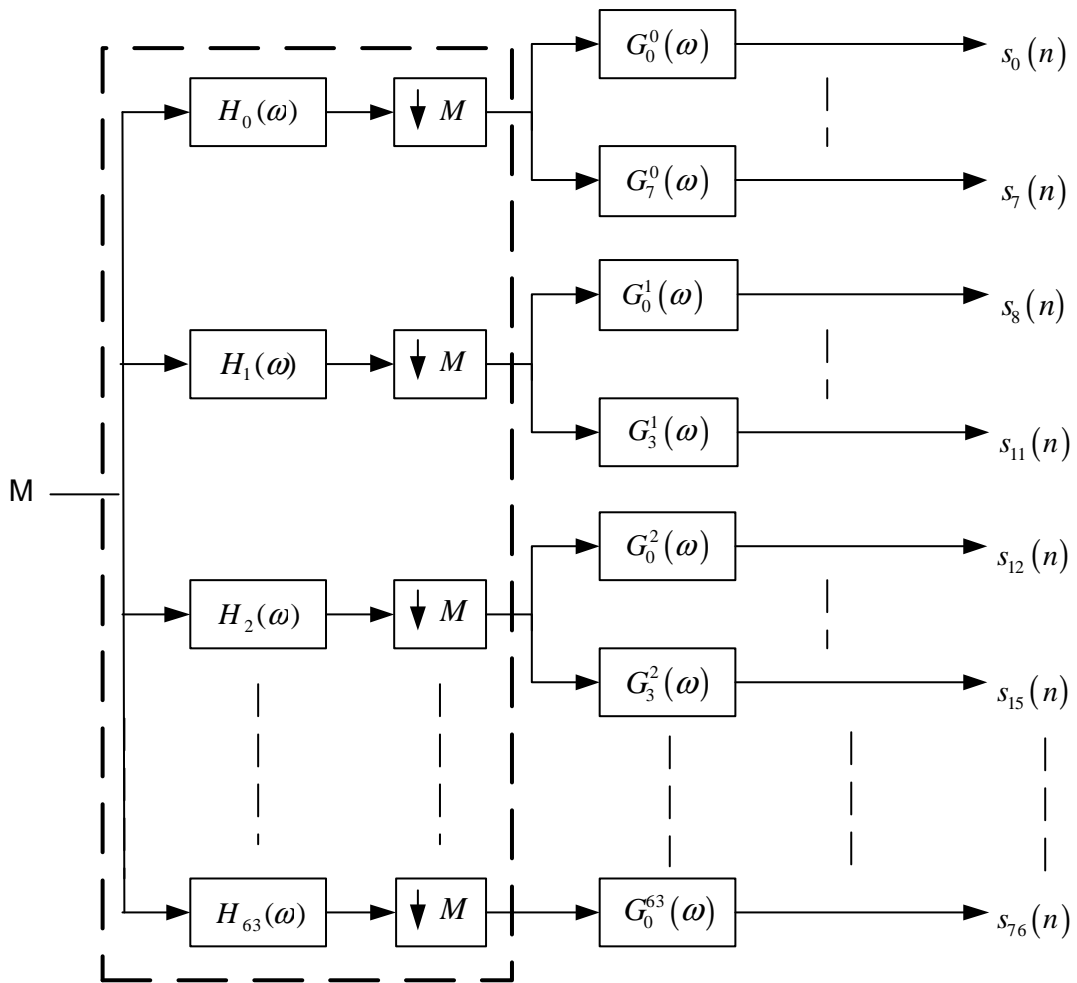 G₀⁰(ω)
s₀(n)
H₀(ω)
↓ M
G₇⁰(ω)
s₇(n)
G₀¹(ω)
s₈(n)
H₁(ω)
↓ M
G₃¹(ω)
s₁₁(n)
M
G₀²(ω)
s₁₂(n)
H₂(ω)
↓ M
G₃²(ω)
s₁₅(n)
H₆₃(ω)
↓ M
G₀⁶³(ω)
s₇₆(n)